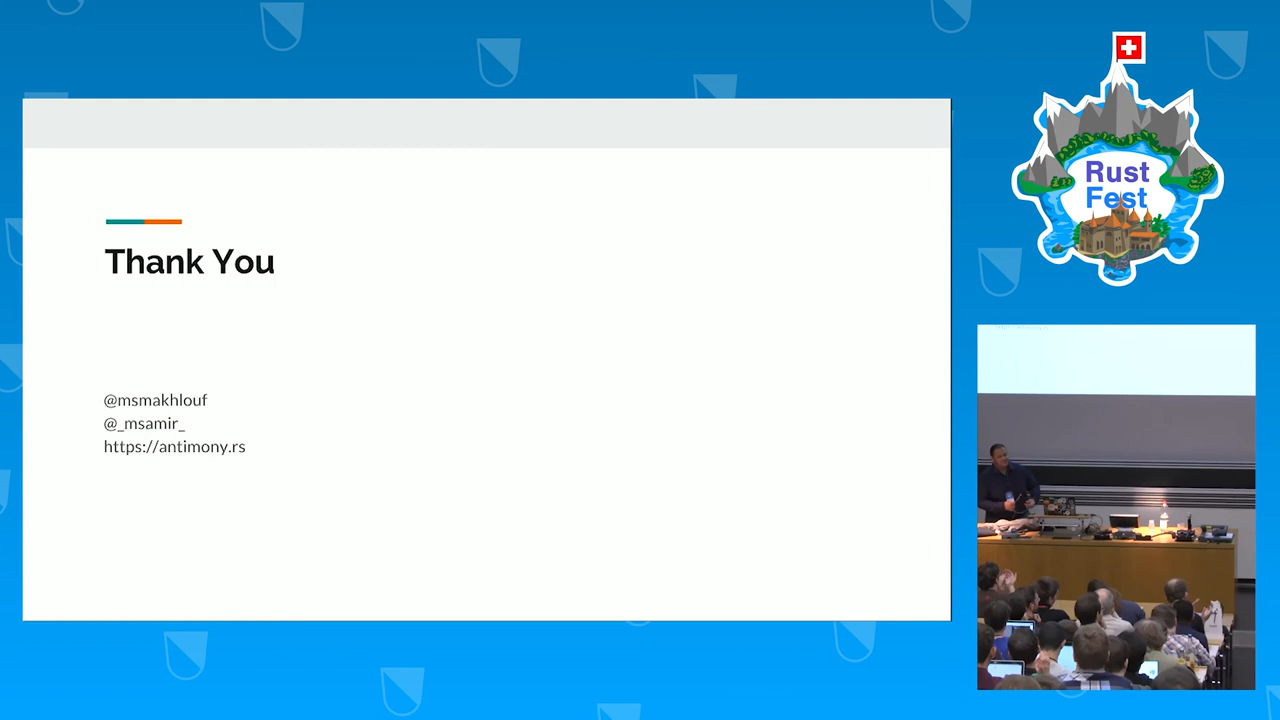 Thank You
@msmakhlouf
@_msamir_
https://antimony.rs
Rust
Fest